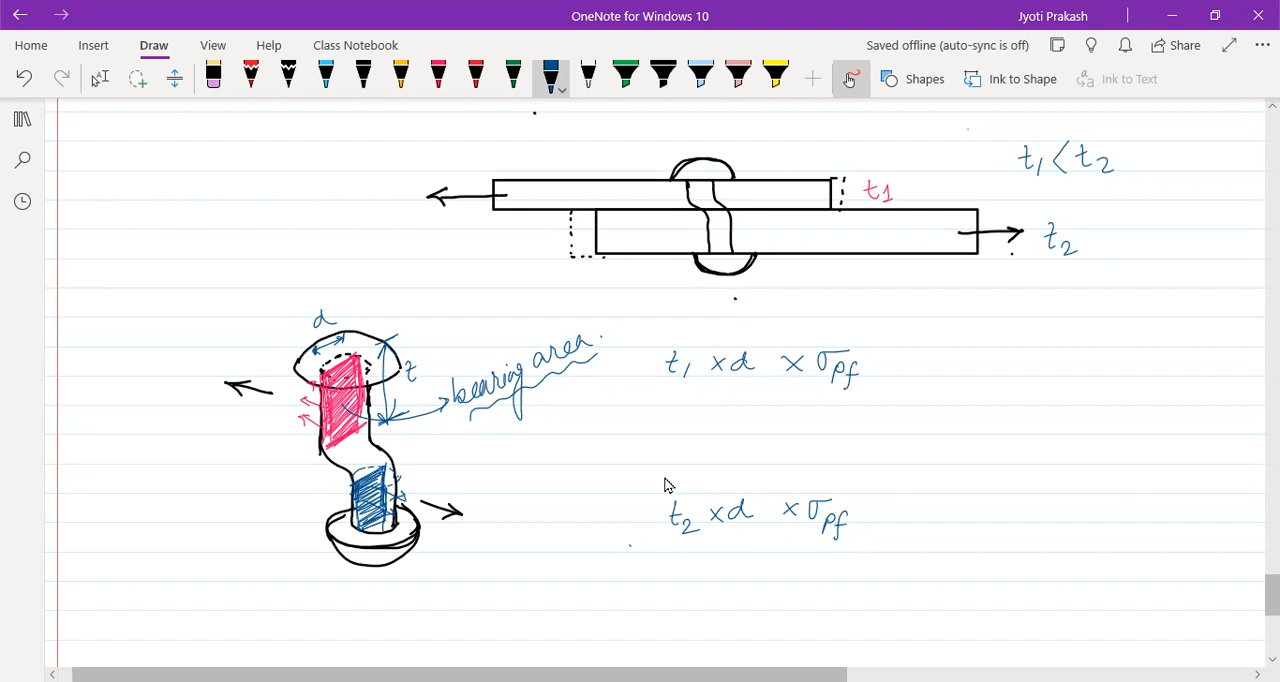 OneNote for Windows 10
Jyoti Prakash
Home Insert Draw View Help Class Notebook
Saved offline (auto-sync is off) Share
Shapes Ink to Shape Ink to Text
t1 < t2
t1
t2
d
t
bearing area
t1 × d × σpf
t2 × d × σpf